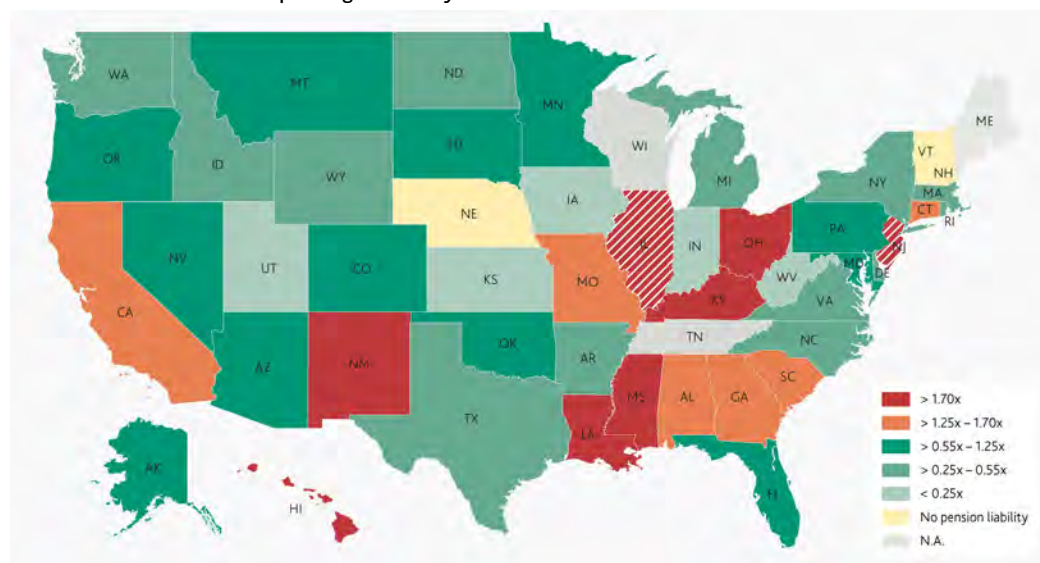 WA
MT
ND
MN
ME
OR
ID
SD
WI
VT
NH
WY
MI
NY
MA
CT
RI
NE
IA
PA
NV
UT
CO
IL
IN
OH
NJ
MD
DE
CA
KS
MO
WV
VA
KY
AZ
NM
OK
AR
TN
NC
TX
MS
AL
GA
SC
LA
AK
HI
FL
> 1.70x
> 1.25x – 1.70x
> 0.55x – 1.25x
> 0.25x – 0.55x
< 0.25x
No pension liability
N.A.